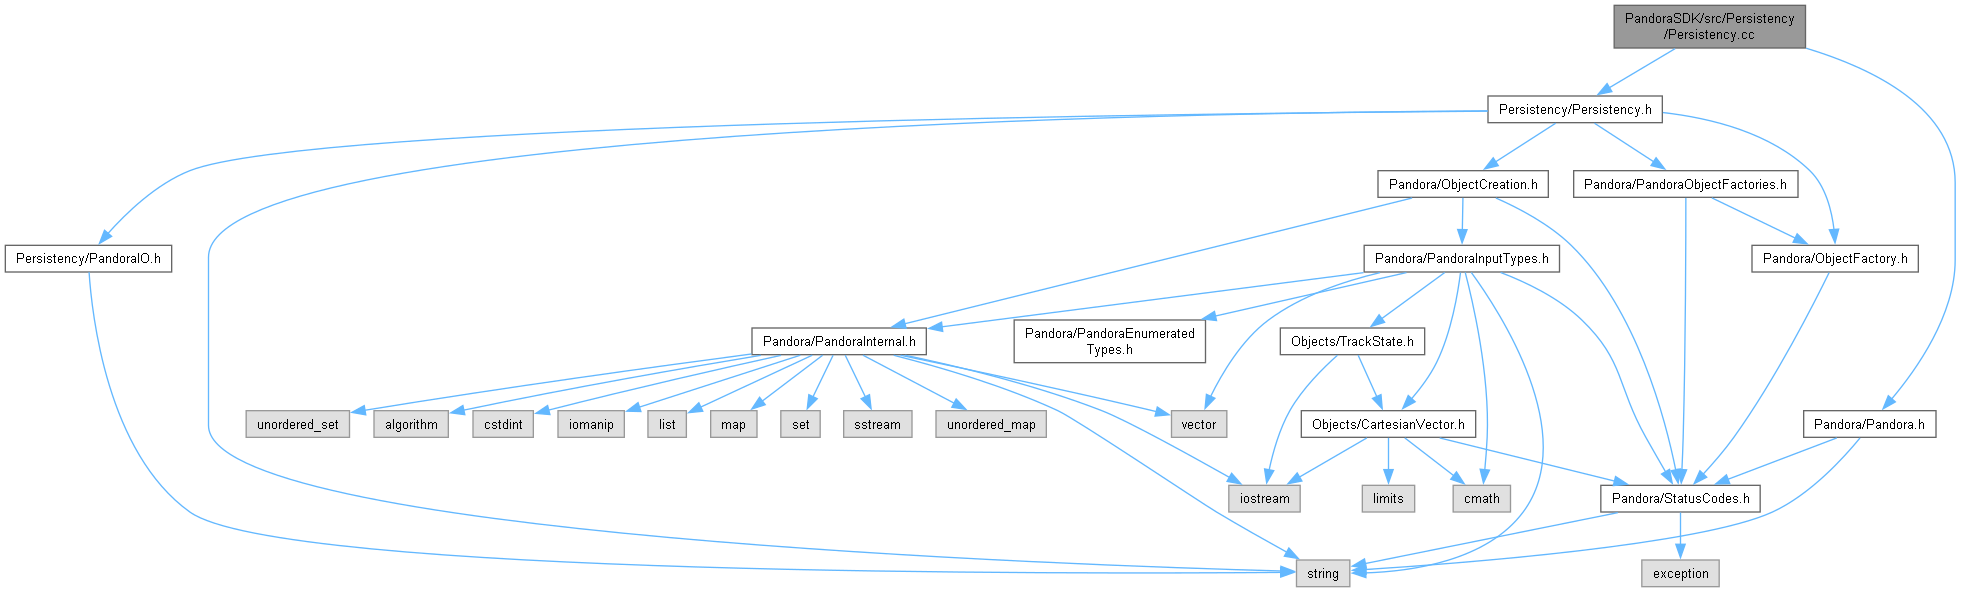 PandoraSDK/src/Persistency
/Persistency.cc
Persistency/Persistency.h
Pandora/ObjectCreation.h
Pandora/PandoraObjectFactories.h
Persistency/PandoraIO.h
Pandora/PandoraInputTypes.h
Pandora/ObjectFactory.h
Pandora/PandoraInternal.h
Pandora/PandoraEnumerated
Types.h
Objects/TrackState.h
unordered_set
algorithm
cstdint
iomanip
list
map
set
sstream
unordered_map
vector
Objects/CartesianVector.h
Pandora/Pandora.h
iostream
limits
cmath
Pandora/StatusCodes.h
string
exception